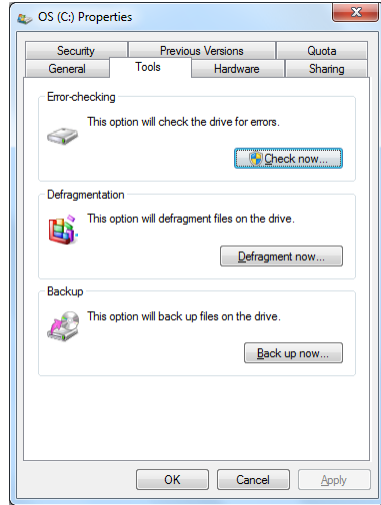 OS (C:) Properties
Security Previous Versions Quota
General Tools Hardware Sharing
Error-checking
This option will check the drive for errors.
Check now...
Defragmentation
This option will defragment files on the drive.
Defragment now...
Backup
This option will back up files on the drive.
Back up now...
OK Cancel Apply